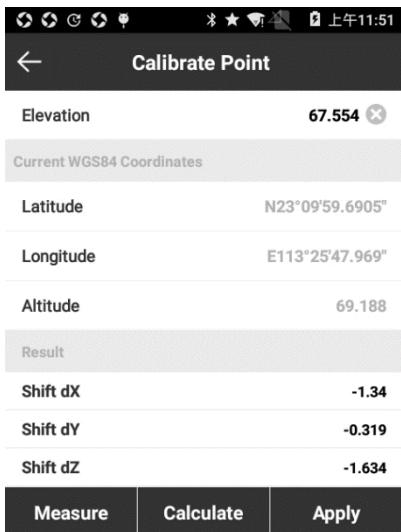 上午11:51
Calibrate Point
Elevation 67.554
Current WGS84 Coordinates
Latitude N23°09'59.6905"
Longitude E113°25'47.969"
Altitude 69.188
Result
Shift dX -1.34
Shift dY -0.319
Shift dZ -1.634
Measure Calculate Apply